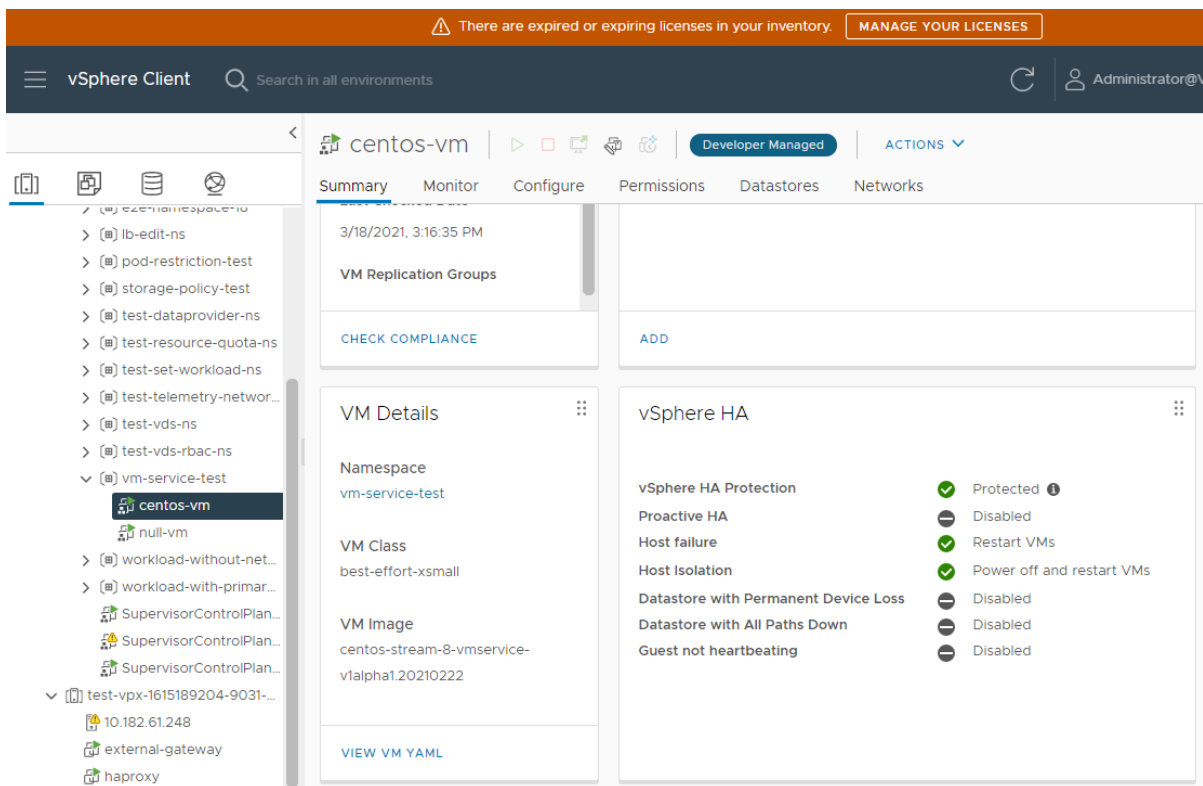 There are expired or expiring licenses in your inventory. MANAGE YOUR LICENSES
vSphere Client
Search in all environments
Administrator@V
centos-vm
Developer Managed
ACTIONS
Summary Monitor Configure Permissions Datastores Networks
e2e-namespace-18
lb-edit-ns
pod-restriction-test
storage-policy-test
test-dataprovider-ns
test-resource-quota-ns
test-set-workload-ns
test-telemetry-networ...
test-vds-ns
test-vds-rbac-ns
vm-service-test
centos-vm
null-vm
workload-without-net...
workload-with-primar...
SupervisorControlPlan...
SupervisorControlPlan...
SupervisorControlPlan...
test-vpx-1615189204-9031-...
10.182.61.248
external-gateway
haproxy
Last Checked Date
3/18/2021, 3:16:35 PM
VM Replication Groups
CHECK COMPLIANCE
ADD
VM Details
Namespace
vm-service-test
VM Class
best-effort-xsmall
VM Image
centos-stream-8-vmservice-
v1alpha1.20210222
VIEW VM YAML
vSphere HA
vSphere HA Protection Protected
Proactive HA Disabled
Host failure Restart VMs
Host Isolation Power off and restart VMs
Datastore with Permanent Device Loss Disabled
Datastore with All Paths Down Disabled
Guest not heartbeating Disabled